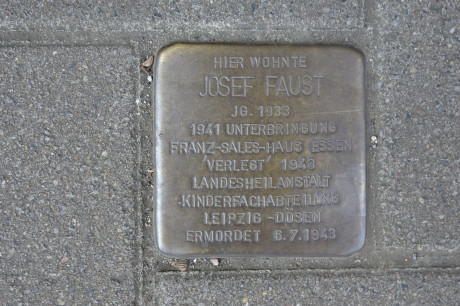 HIER WOHNTE
JOSEF FAUST
JG. 1933
1941 UNTERBRINGUNG
FRANZ-SALES-HAUS ESSEN
'VERLEGT' 1943
LANDESHEILANSTALT
-KINDERFACHABTEILUNG
LEIPZIG-DÖSEN
ERMORDET 6.7.1943